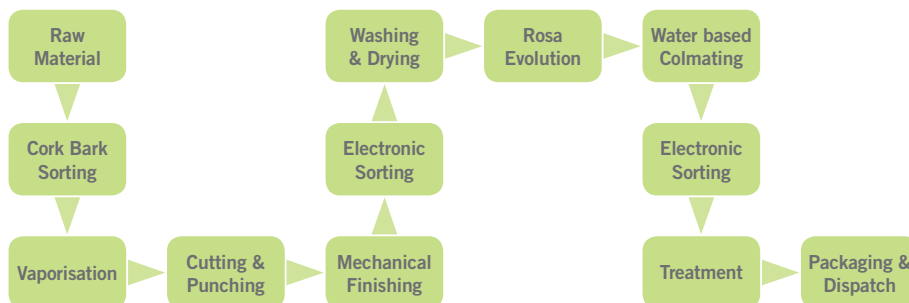 Raw
Material
Cork Bark
Sorting
Vaporisation
Cutting &
Punching
Mechanical
Finishing
Electronic
Sorting
Washing
& Drying
Rosa
Evolution
Water based
Colmating
Electronic
Sorting
Treatment
Packaging &
Dispatch